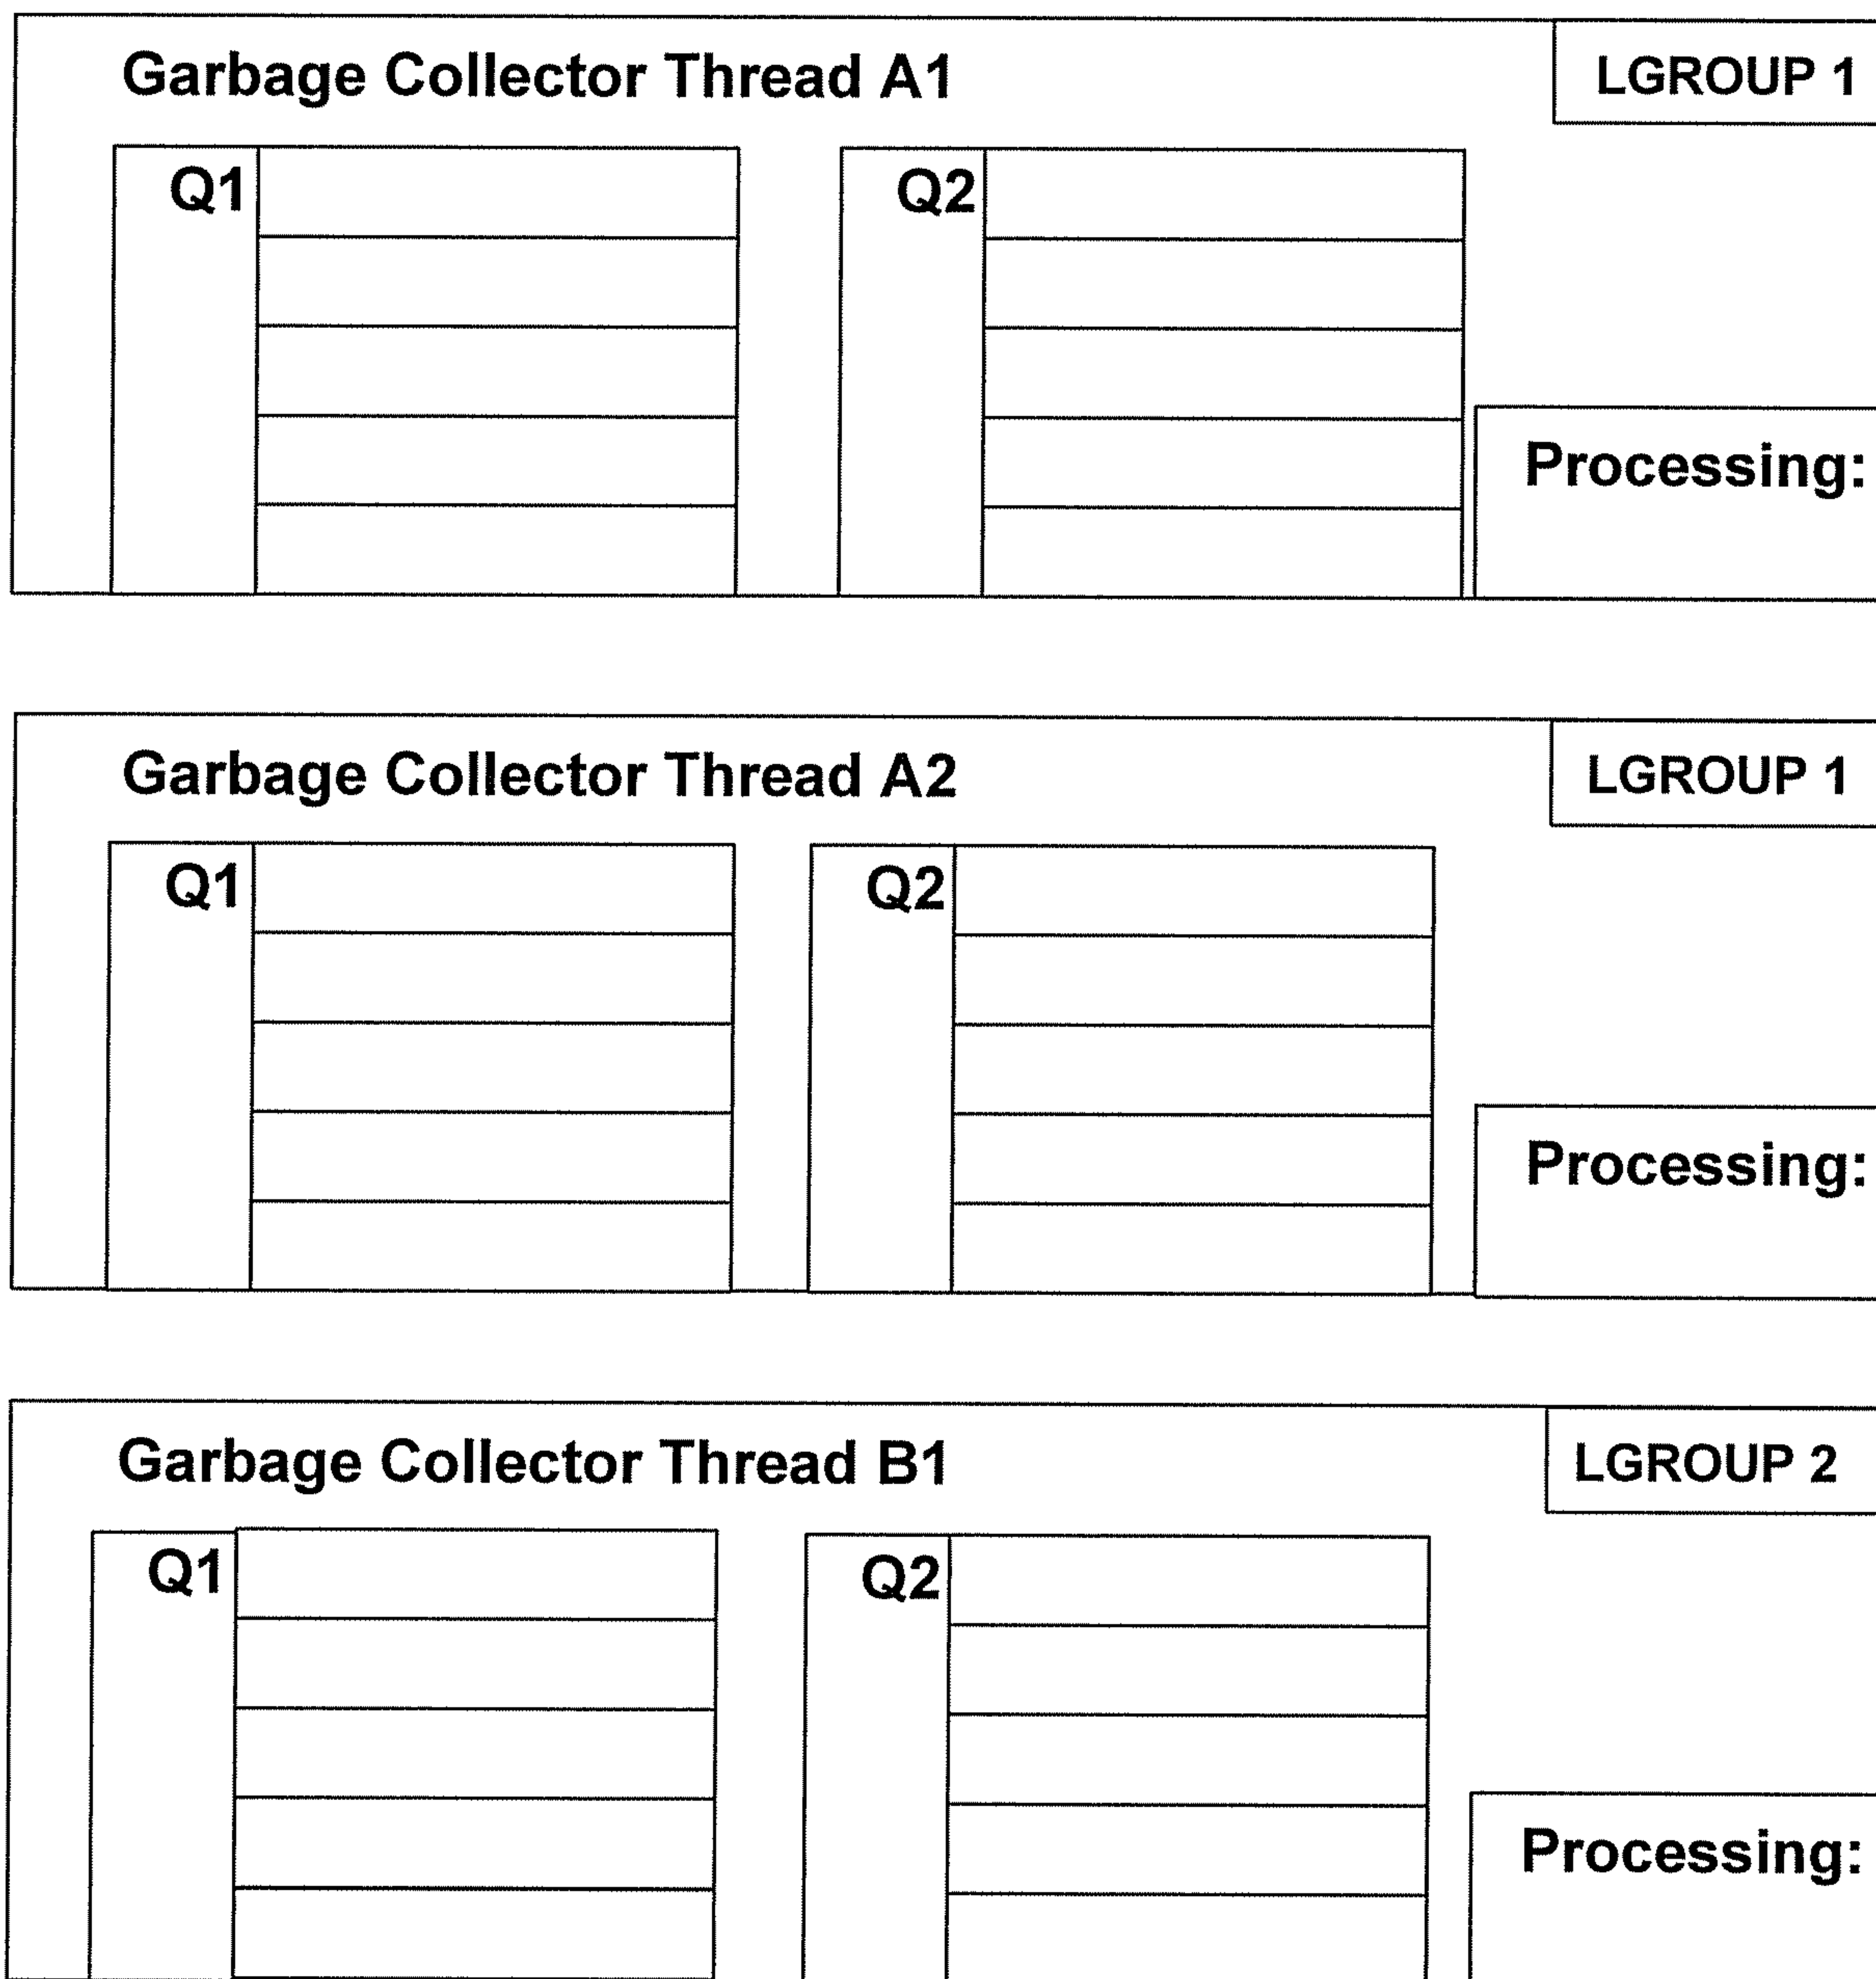 Garbage Collector Thread A1
LGROUP 1
Q1
Q2
Processing:
Garbage Collector Thread A2
LGROUP 1
Q1
Q2
Processing:
Garbage Collector Thread B1
LGROUP 2
Q1
Q2
Processing: